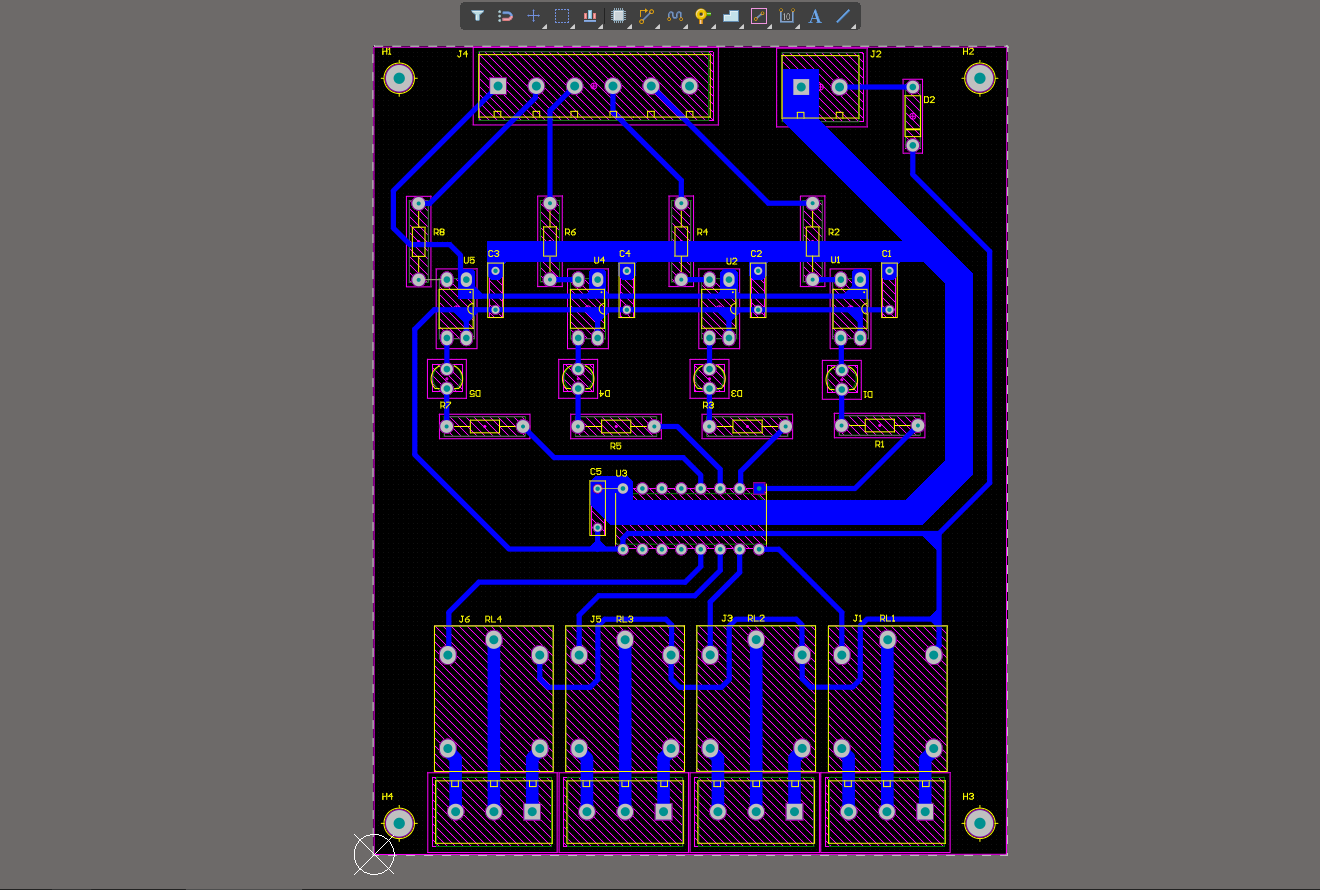 10 A
H1 J4 J2 H2
D2
R8 R6 R4 R2
U5 C3 U4 C4 U2 C2 U1 C1
D5 D4 D3 D1
R7 R3
R5 R1
C5 U3
J6 RL4 J5 RL3 J3 RL2 J1 RL1
H4 H3